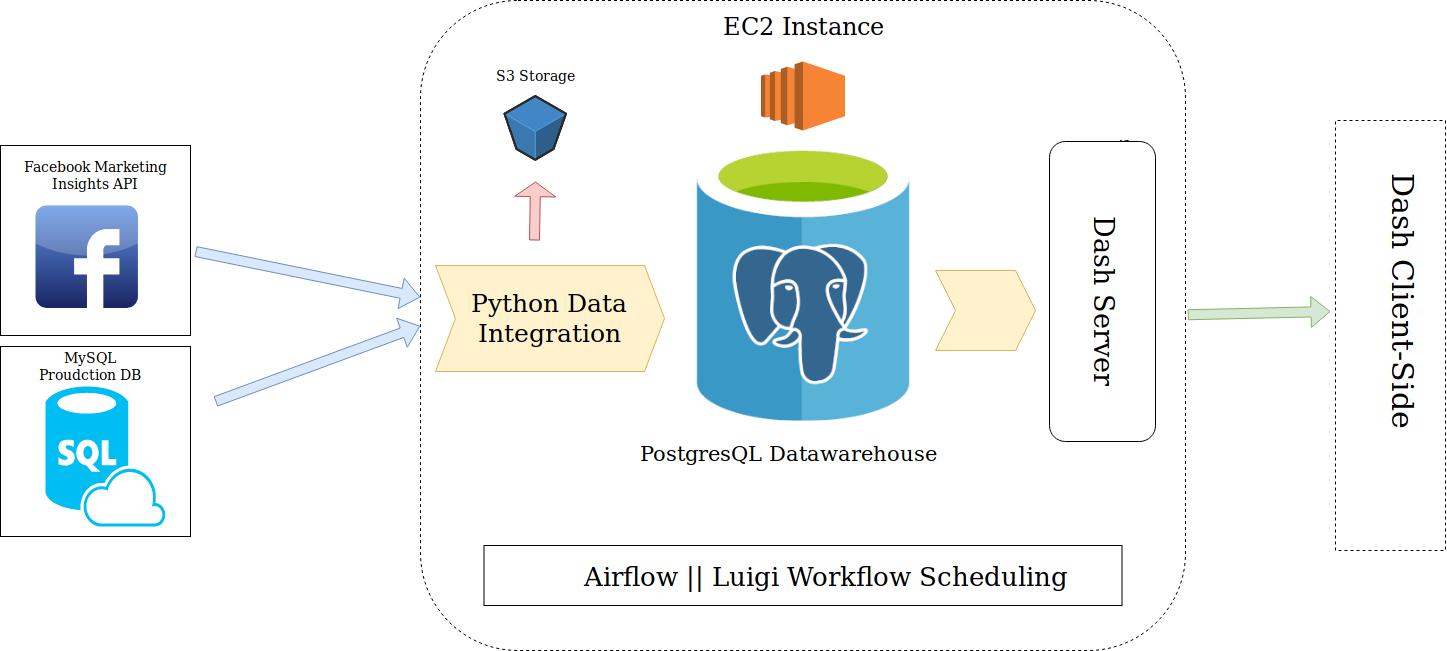 EC2 Instance
S3 Storage
Facebook Marketing
Insights API
f
MySQL
Proudction DB
SQL
Python Data
Integration
PostgresQL Datawarehouse
Dash Server
Dash Client-Side
Airflow || Luigi Workflow Scheduling